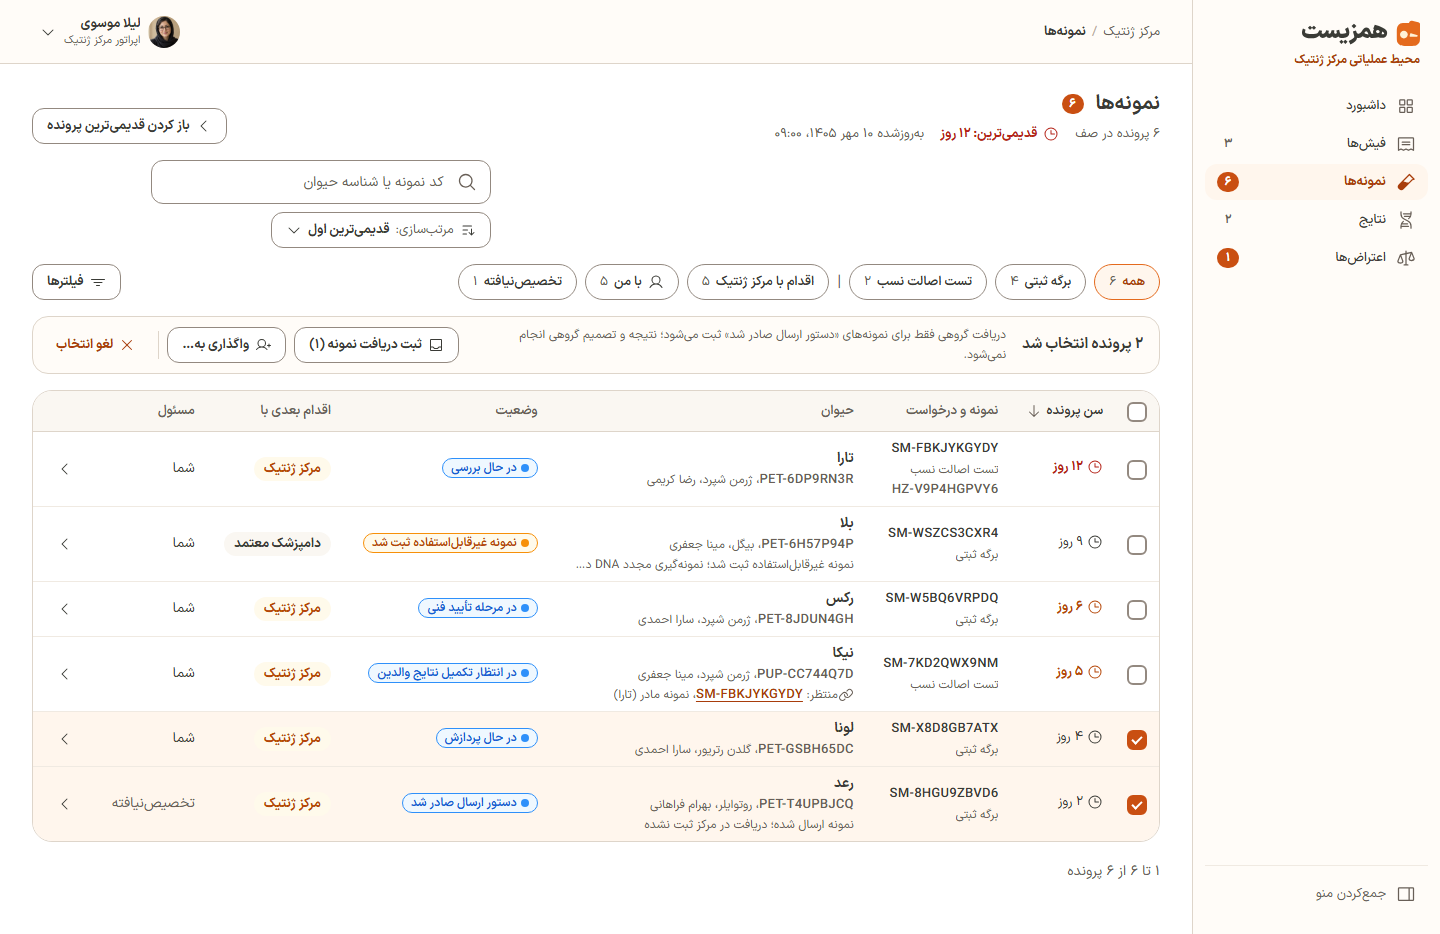 همزیست
محیط عملیاتی مرکز ژنتیک
داشبورد
فیش‌ها ۳
نمونه‌ها ۶
نتایج ۲
اعتراض‌ها ۱
جمع‌کردن منو
مرکز ژنتیک / نمونه‌ها
لیلا موسوی
اپراتور مرکز ژنتیک
نمونه‌ها ۶
۶ پرونده در صف قدیمی‌ترین: ۱۲ روز به‌روزشده ۱۰ مهر ۱۴۰۵، ۰۹:۰۰
باز کردن قدیمی‌ترین پرونده
کد نمونه یا شناسه حیوان
مرتب‌سازی: قدیمی‌ترین اول
همه ۶ برگه ثبتی ۴ تست اصالت نسب ۲ | اقدام با مرکز ژنتیک ۵ با من ۵ تخصیص‌نیافته ۱ فیلترها
۲ پرونده انتخاب شد
دریافت گروهی فقط برای نمونه‌های «دستور ارسال صادر شد» ثبت می‌شود؛ نتیجه و تصمیم گروهی انجام
نمی‌شود.
ثبت دریافت نمونه (۱) واگذاری به... لغو انتخاب
سن پرونده نمونه و درخواست حیوان وضعیت اقدام بعدی با مسئول
۱۲ روز
SM-FBKJYKGYDY
تست اصالت نسب
HZ-V9P4HGPVY6
تارا
PET-6DP9RN3R، ژرمن شپرد، رضا کریمی
در حال بررسی
مرکز ژنتیک
شما
۹ روز
SM-WSZCS3CXR4
برگه ثبتی
بلا
PET-6H57P94P، بیگل، مینا جعفری
نمونه غیرقابل‌استفاده ثبت شد؛ نمونه‌گیری مجدد DNA د...
نمونه غیرقابل‌استفاده ثبت شد
دامپزشک معتمد
شما
۶ روز
SM-W5BQ6VRPDQ
برگه ثبتی
رکس
PET-8JDUN4GH، ژرمن شپرد، سارا احمدی
در مرحله تأیید فنی
مرکز ژنتیک
شما
۵ روز
SM-7KD2QWX9NM
تست اصالت نسب
نیکا
PUP-CC744Q7D، ژرمن شپرد، مینا جعفری
منتظر: SM-FBKJYKGYDY، نمونه مادر (تارا)
در انتظار تکمیل نتایج والدین
مرکز ژنتیک
شما
۴ روز
SM-X8D8GB7ATX
برگه ثبتی
لونا
PET-GSBH65DC، گلدن رتریور، سارا احمدی
در حال پردازش
مرکز ژنتیک
شما
۲ روز
SM-8HGU9ZBVD6
برگه ثبتی
رعد
PET-T4UPBJCQ، روتوایلر، بهرام فراهانی
نمونه ارسال شده؛ دریافت در مرکز ثبت نشده
دستور ارسال صادر شد
مرکز ژنتیک
تخصیص‌نیافته
۱ تا ۶ از ۶ پرونده